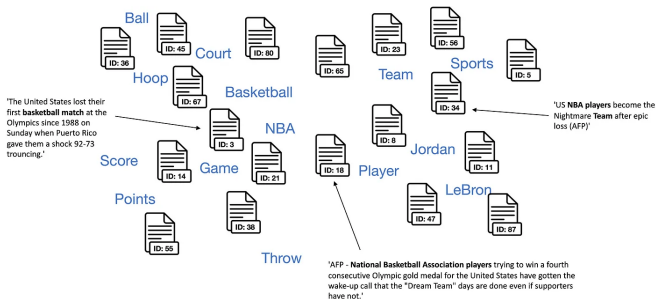 Ball
ID: 36
ID: 45
Court
ID: 80
Hoop
ID: 67
Basketball
ID: 65
ID: 23
ID: 56
Team
Sports
ID: 5
ID: 34
'The United States lost their
first basketball match at the
Olympics since 1988 on
Sunday when Puerto Rico
gave them a shock 92-73
trouncing.'
'US NBA players become the
Nightmare Team after epic
loss (AFP)'
ID: 3
NBA
ID: 8
Jordan
ID: 11
Score
ID: 14
Game
ID: 21
ID: 18
Player
LeBron
ID: 47
ID: 87
Points
ID: 55
ID: 38
Throw
'AFP - National Basketball Association players trying to win a fourth
consecutive Olympic gold medal for the United States have gotten the
wake-up call that the "Dream Team" days are done even if supporters
have not.'